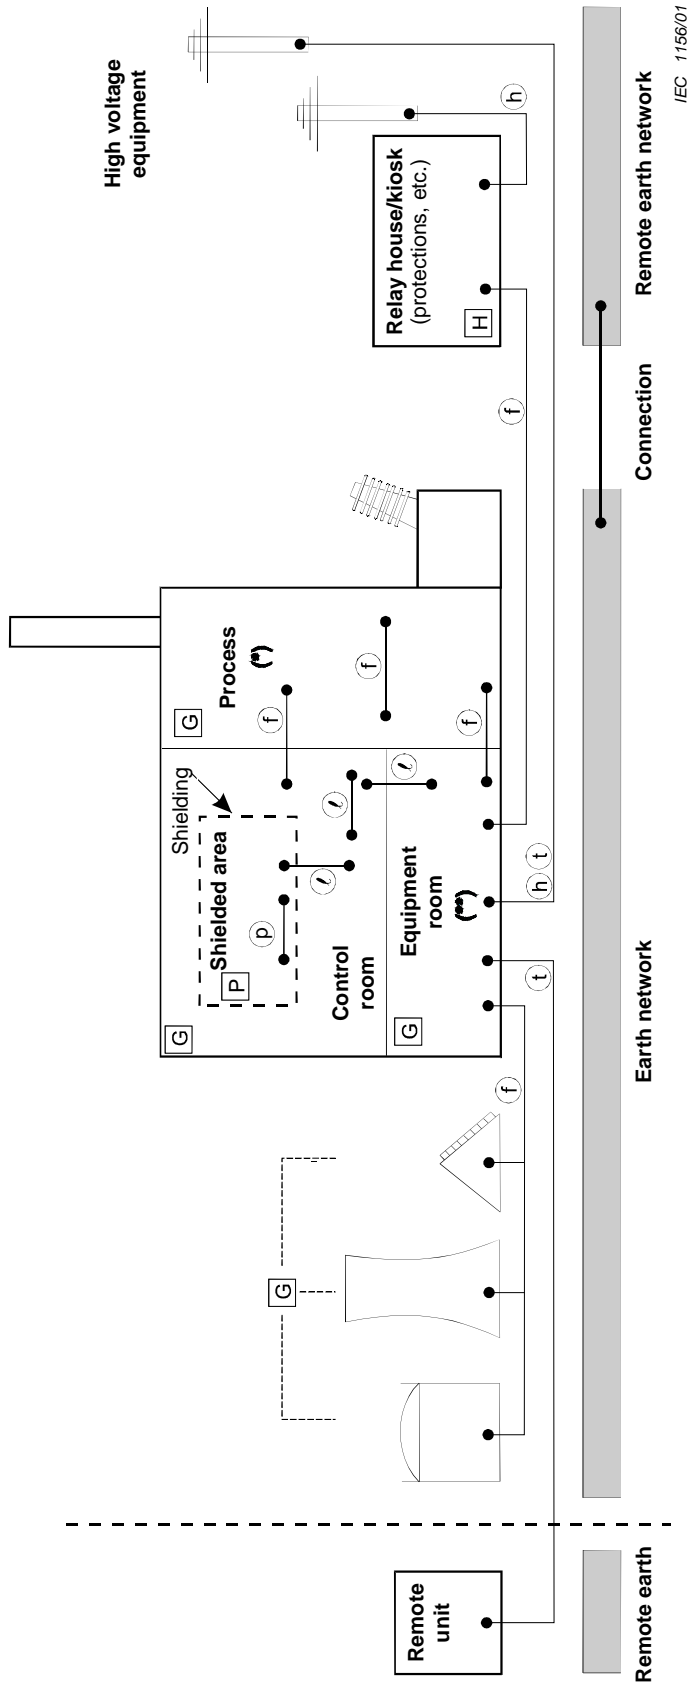 High voltage
equipment
h
Relay house/kiosk
(protections, etc.)
H
f
Process
(*)
G
f
f
f
Shielding
Shielded area
P
p
ℓ
ℓ
ℓ
G
Control
room
Equipment
room
(**)
G
h t
t
f
G
Remote
unit
Remote earth
Earth network
Connection
Remote earth network
IEC 1156/01